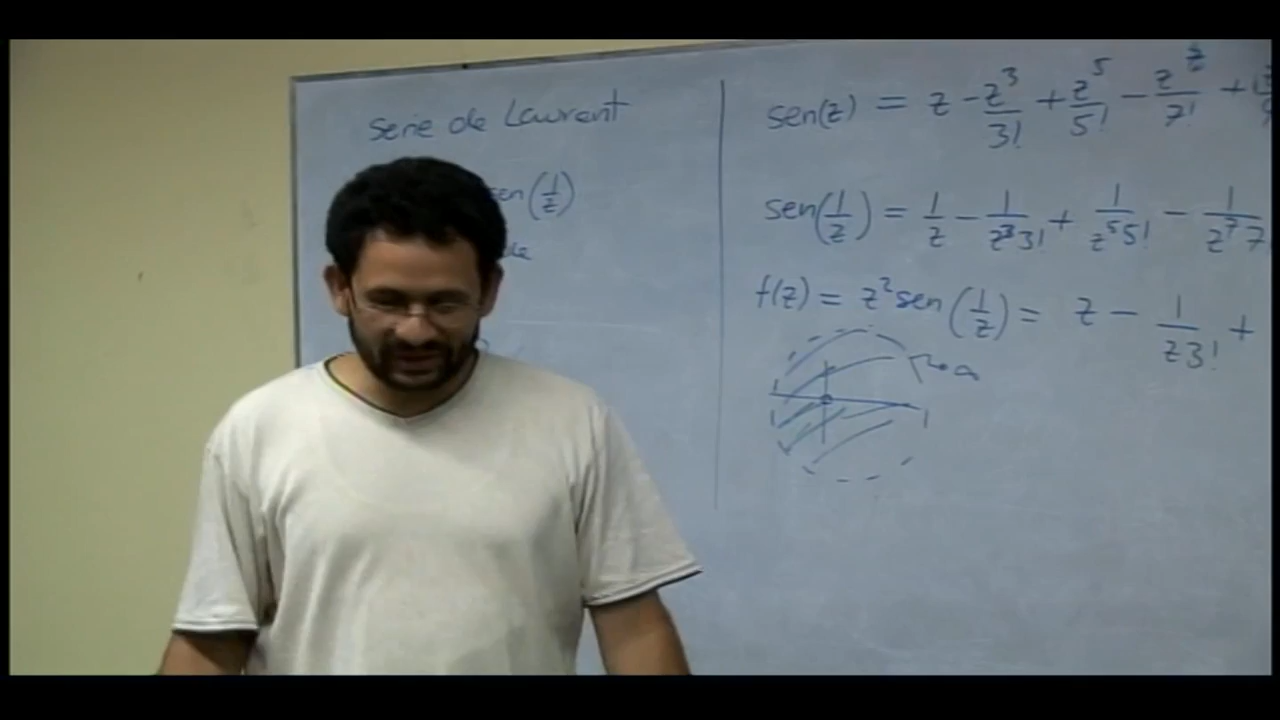 serie de Laurent
sen(1/z)
de
sen(z) = z - z³/3! + z⁵/5! - z⁷/7! +
sen(1/z) = 1/z - 1/z³3! + 1/z⁵5! - 1/z⁷7
f(z) = z² sen(1/z) = z - 1/z3! +